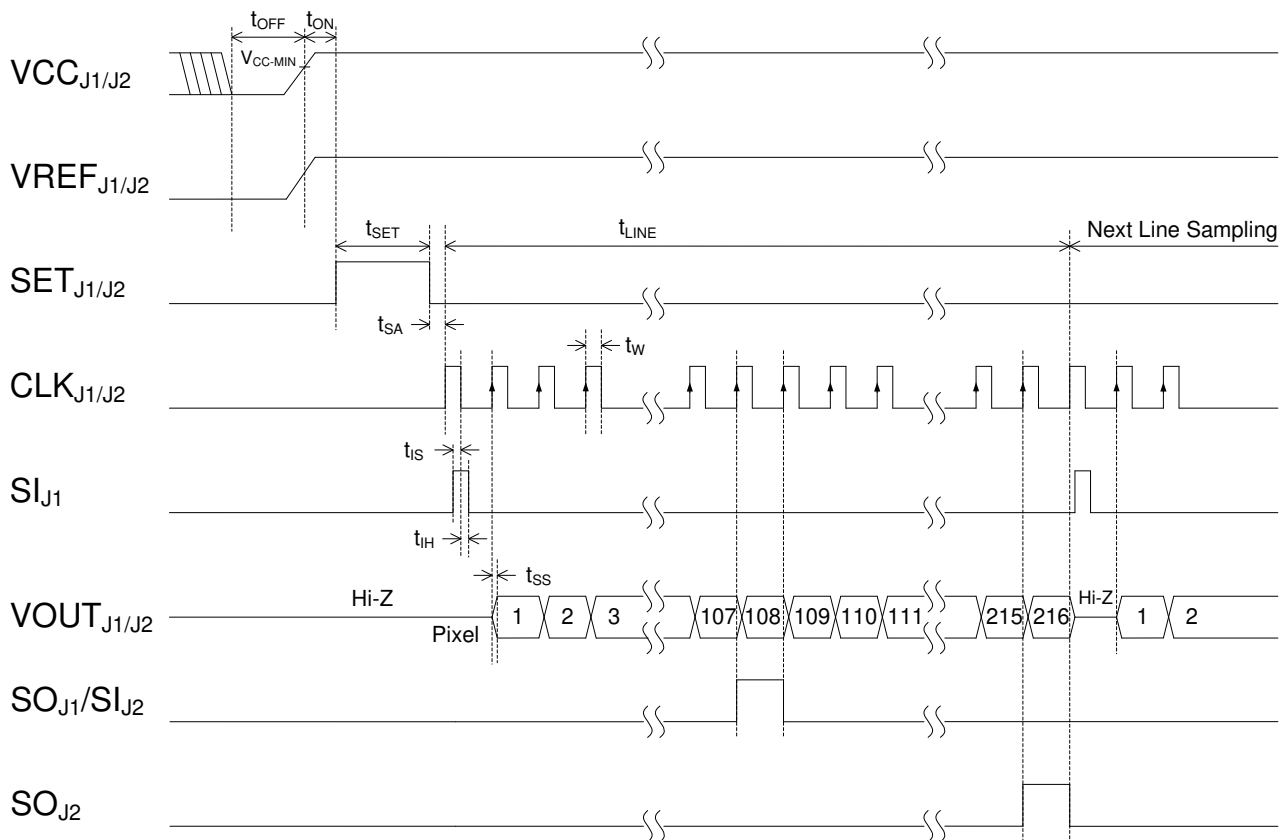 tOFF tON
VCC-MIN
VCCJ1/J2
VREFJ1/J2
tSET
tLINE
Next Line Sampling
SETJ1/J2
tSA
tW
CLKJ1/J2
tIS
SIJ1
tIH
tSS
Hi-Z
Hi-Z
VOUTJ1/J2
1 2 3 107 108 109 110 111 215 216 1 2
Pixel
SOJ1/SIJ2
SOJ2